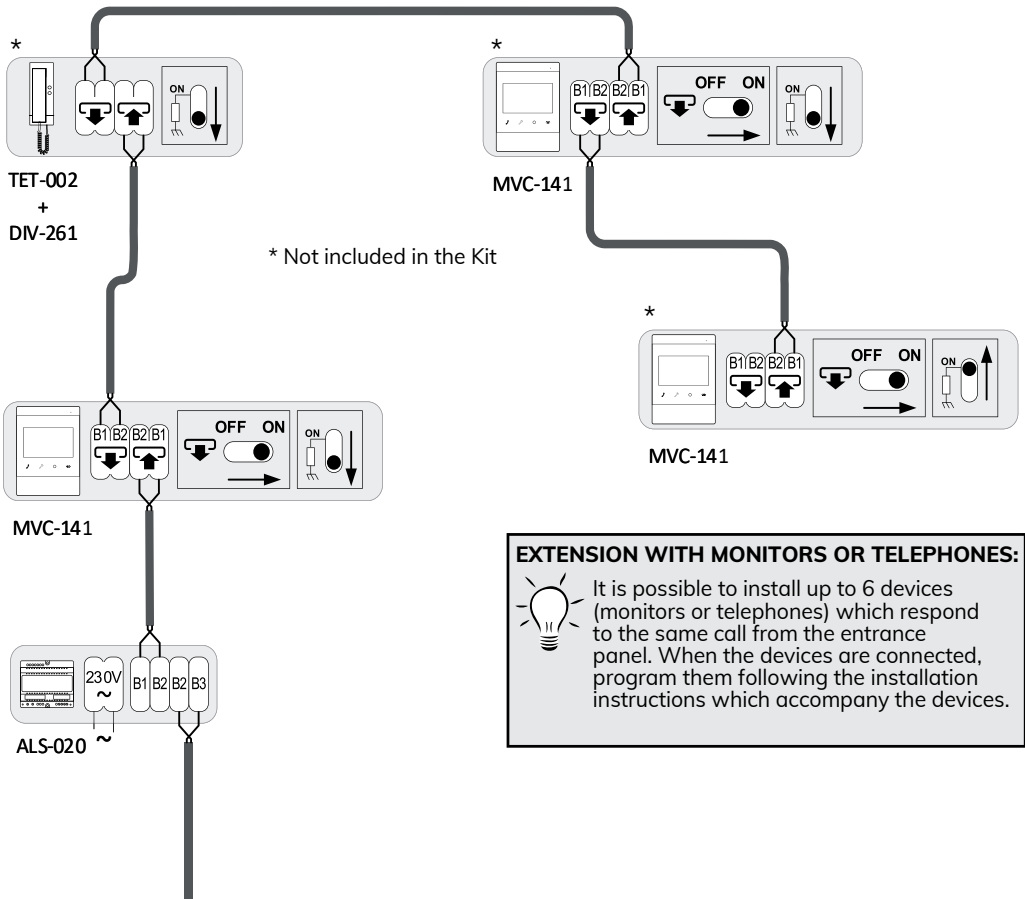 *
ON
TET-002
+
DIV-261
*
B1 B2 B2 B1
OFF ON
ON
MVC-141
* Not included in the Kit
*
B1 B2 B2 B1
OFF ON
ON
MVC-141
B1 B2 B2 B1
OFF ON
ON
MVC-141
230V
~
B1 B2 B2 B3
ALS-020 ~
EXTENSION WITH MONITORS OR TELEPHONES:
It is possible to install up to 6 devices
(monitors or telephones) which respond
to the same call from the entrance
panel. When the devices are connected,
program them following the installation
instructions which accompany the devices.